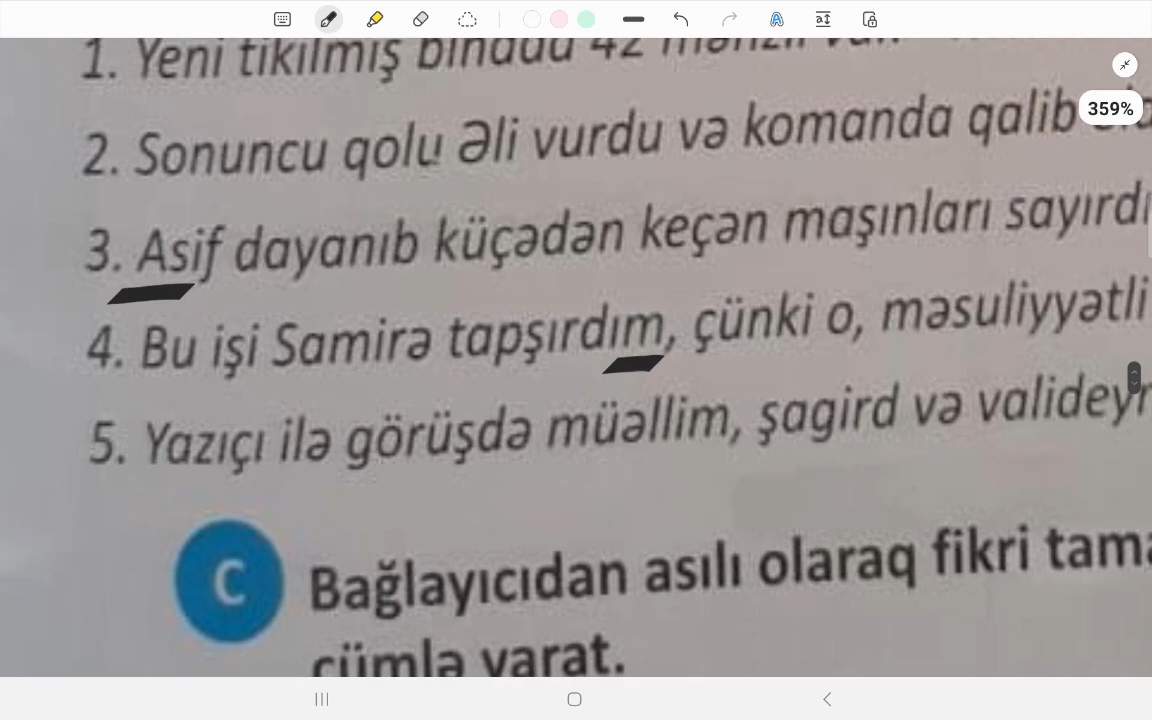 359%
1. Yeni tikilmiş binada 42 mənzil var.
2. Sonuncu qolu Əli vurdu və komanda qalib
3. Asif dayanıb küçədən keçən maşınları sayırdı
4. Bu işi Samirə tapşırdım, çünki o, məsuliyyətli
5. Yazıçı ilə görüşdə müəllim, şagird və
C
Bağlayıcıdan asılı olaraq fikri
cümlə yarat.